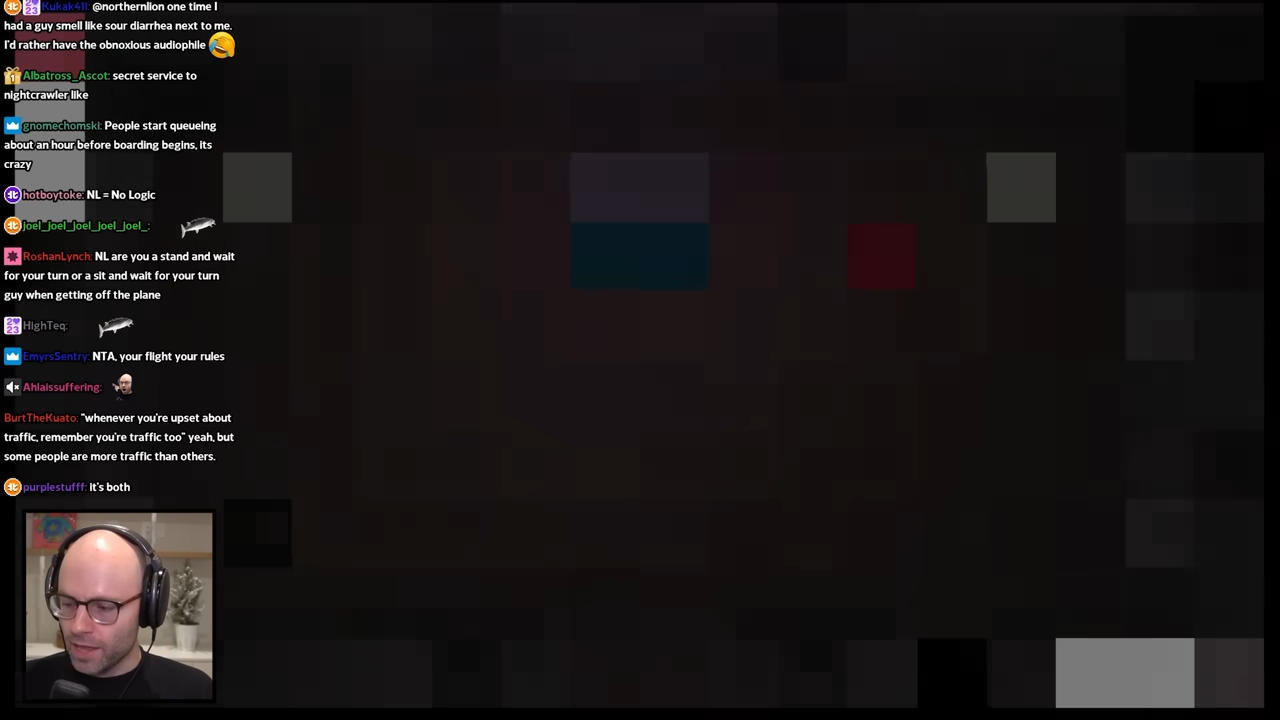 Kukak411: @northernlion one time I
had a guy smell like sour diarrhea next to me.
I'd rather have the obnoxious audiophile
Albatross_Ascot: secret service to
nightcrawler like
gnomechomski: People start queueing
about an hour before boarding begins, its
crazy
hotboytoke: NL = No Logic
joel_joel_joel_joel_joel_:
RoshanLynch: NL are you a stand and wait
for your turn or a sit and wait for your turn
guy when getting off the plane
HighTeq:
EmyrsSentry: NTA, your flight your rules
Ahlaissuffering:
BurtTheKuato: "whenever you're upset about
traffic, remember you're traffic too" yeah, but
some people are more traffic than others.
purplestufff: It's both